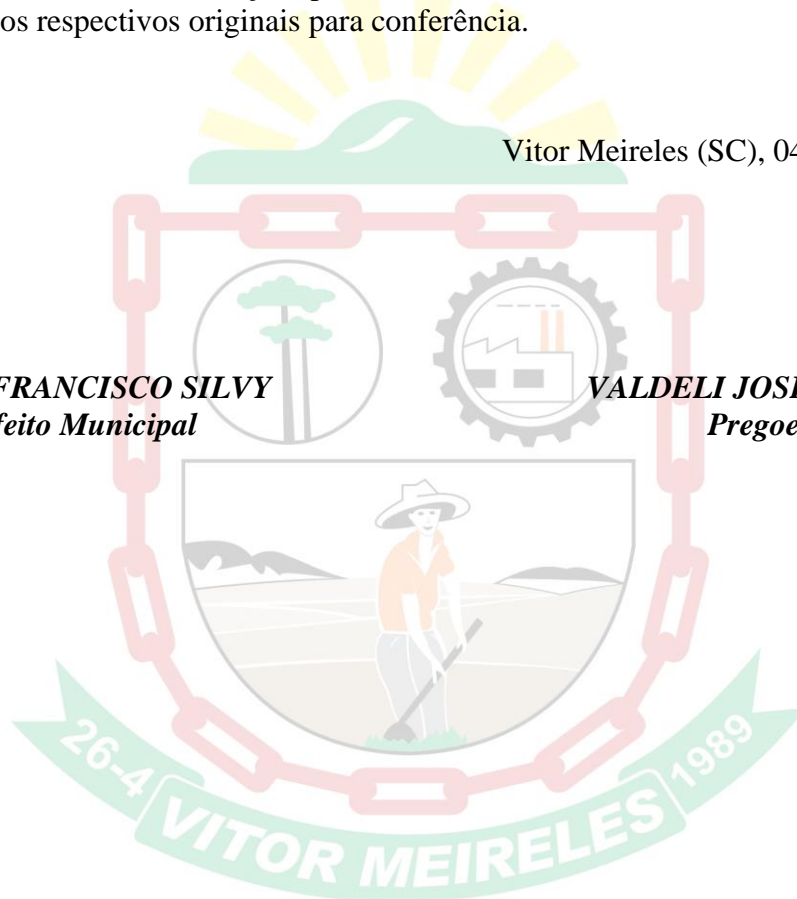 os respectivos originais para conferência.
Vitor Meireles (SC), 04
FRANCISCO SILVY
VALDELI JOSE
feito Municipal
Pregoe
26-4
VITOR MEIRELES
1989